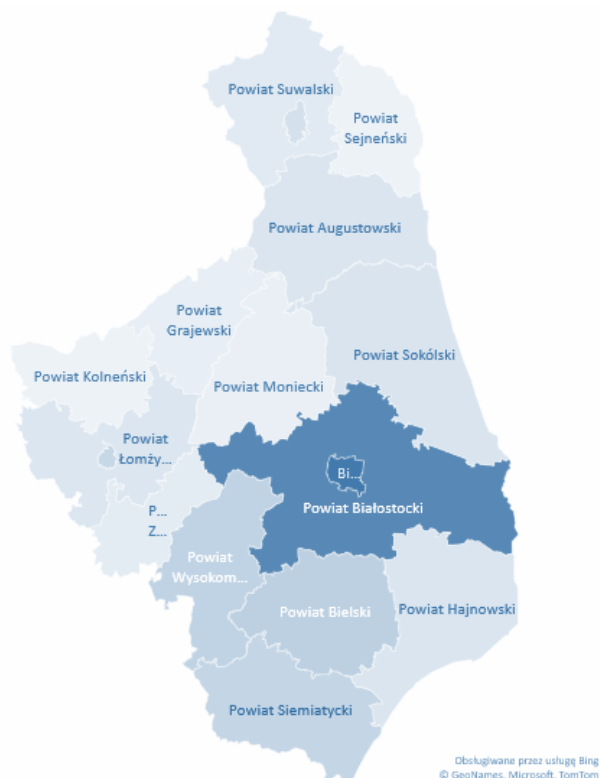 Powiat Suwalski
Powiat
Sejneński
Powiat Augustowski
Powiat
Grajewski
Powiat Sokólski
Powiat Kolneński
Powiat Moniecki
Powiat
Łomży...
Bi...
P...
Z...
Powiat Białostocki
Powiat
Wysokom...
Powiat Bielski
Powiat Hajnowski
Powiat Siemiatycki
Obsługiwane przez usługę Bing
© GeoNames, Microsoft, TomTom